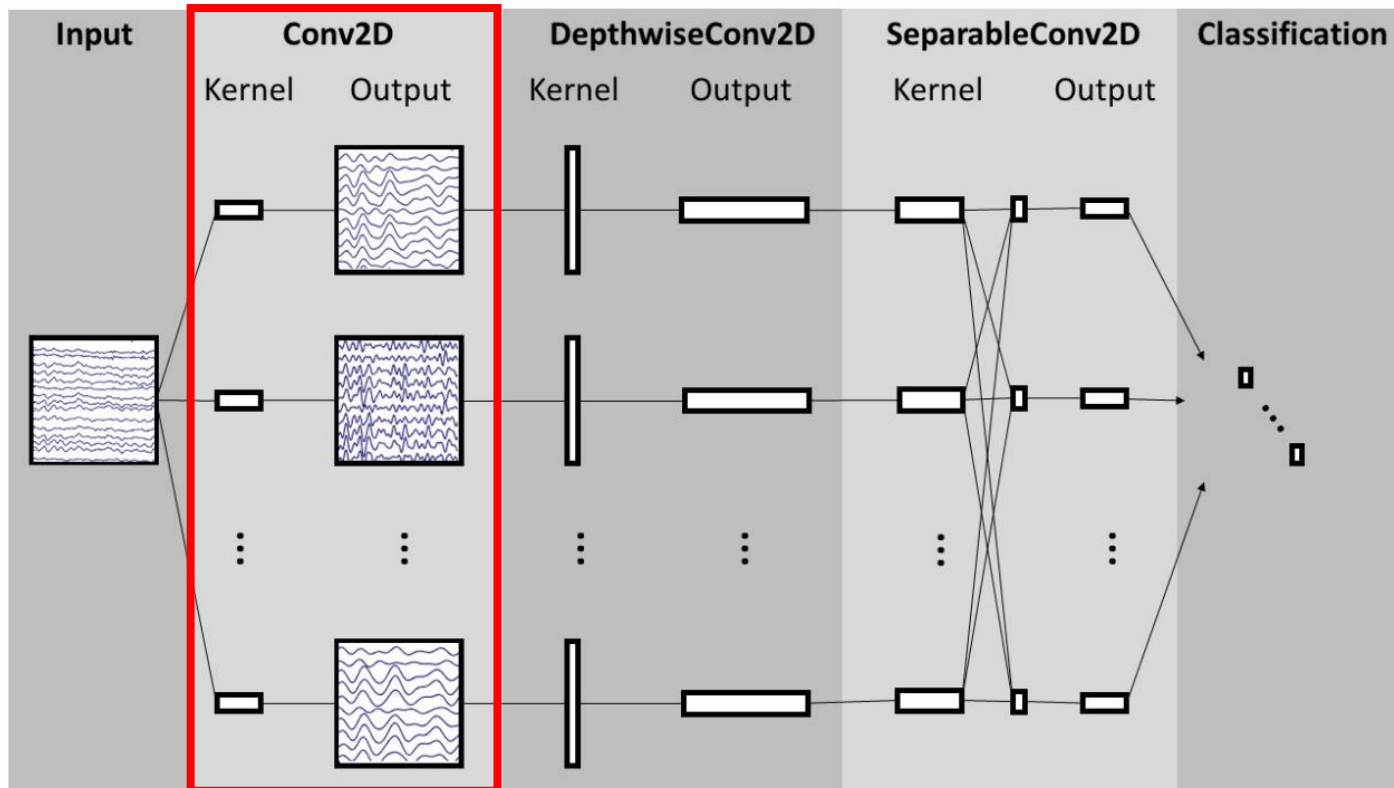 Input Conv2D DepthwiseConv2D SeparableConv2D Classification
Kernel Output Kernel Output Kernel Output